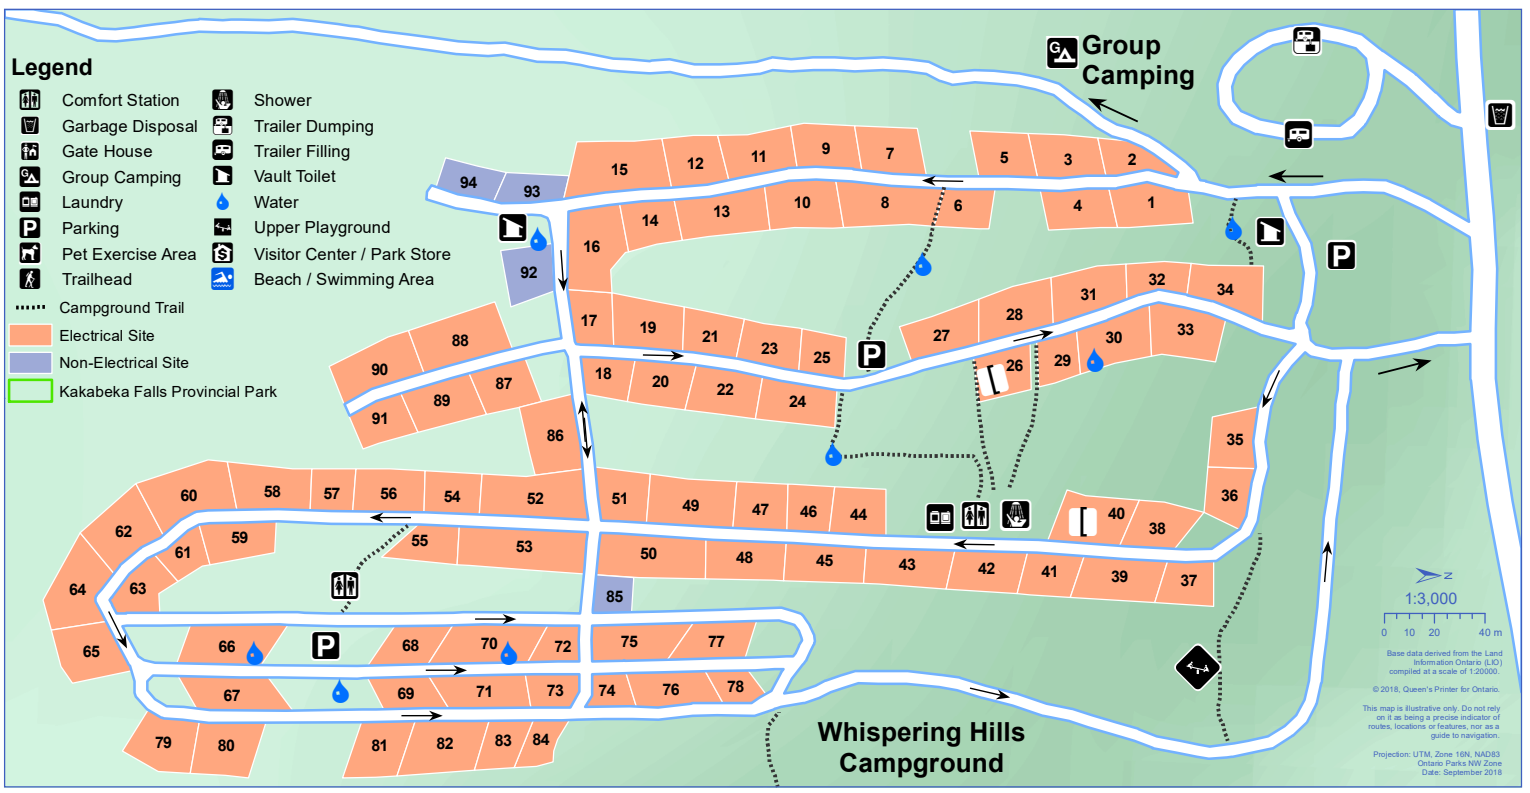 Legend
Comfort Station
Garbage Disposal
Gate House
Group Camping
Laundry
Parking
Pet Exercise Area
Trailhead
Shower
Trailer Dumping
Trailer Filling
Vault Toilet
Water
Upper Playground
Visitor Center / Park Store
Beach / Swimming Area
Campground Trail
Electrical Site
Non-Electrical Site
Kakabeka Falls Provincial Park
G
P
$
G
Group
Camping
94
93
15
12
11
9
7
5
3
2
16
14
13
10
8
6
4
1
92
P
17
19
21
23
25
P
27
28
31
32
34
18
20
22
24
26
29
30
33
[
90
88
91
89
87
86
35
36
60
58
57
56
54
52
51
49
47
46
44
[
40
38
62
61
59
55
53
50
48
45
43
42
41
39
37
64
63
85
65
66
P
68
70
72
75
77
67
69
71
73
74
76
78
79
80
81
82
83
84
Whispering Hills
Campground
N
1:3,000
0 10 20 40 m
Base data derived from the Land
Information Ontario (LIO)
compiled at a scale of 1:20000.
© 2018, Queen's Printer for Ontario.
This map is illustrative only. Do not rely
on it as being a precise indicator of
routes, locations or features, nor as a
guide to navigation.
Projection: UTM, Zone 16N, NAD83
Ontario Parks NW Zone
Date: September 2018